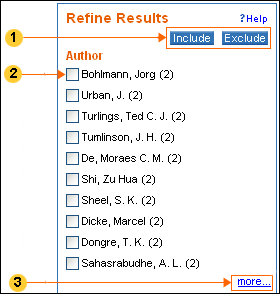 Refine Results
?Help
1
Include Exclude
Author
2
Bohlmann, Jorg (2)
Urban, J. (2)
Turlings, Ted C. J. (2)
Tumlinson, J. H. (2)
De, Moraes C. M. (2)
Shi, Zu Hua (2)
Sheel, S. K. (2)
Dicke, Marcel (2)
Dongre, T. K. (2)
Sahasrabudhe, A. L. (2)
3
more...